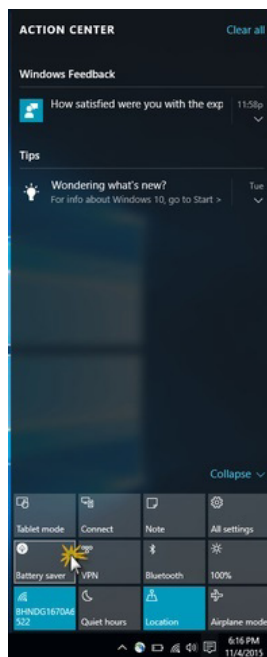 ACTION CENTER Clear all
Windows Feedback
How satisfied were you with the exp 11:58p
Tips
Wondering what's new? Tue
For info about Windows 10, go to Start >
Collapse
Tablet mode Connect Note All settings
Battery saver VPN Bluetooth 100%
BHNDG1670A6
522 Quiet hours Location Airplane mode
6:16 PM
11/4/2015